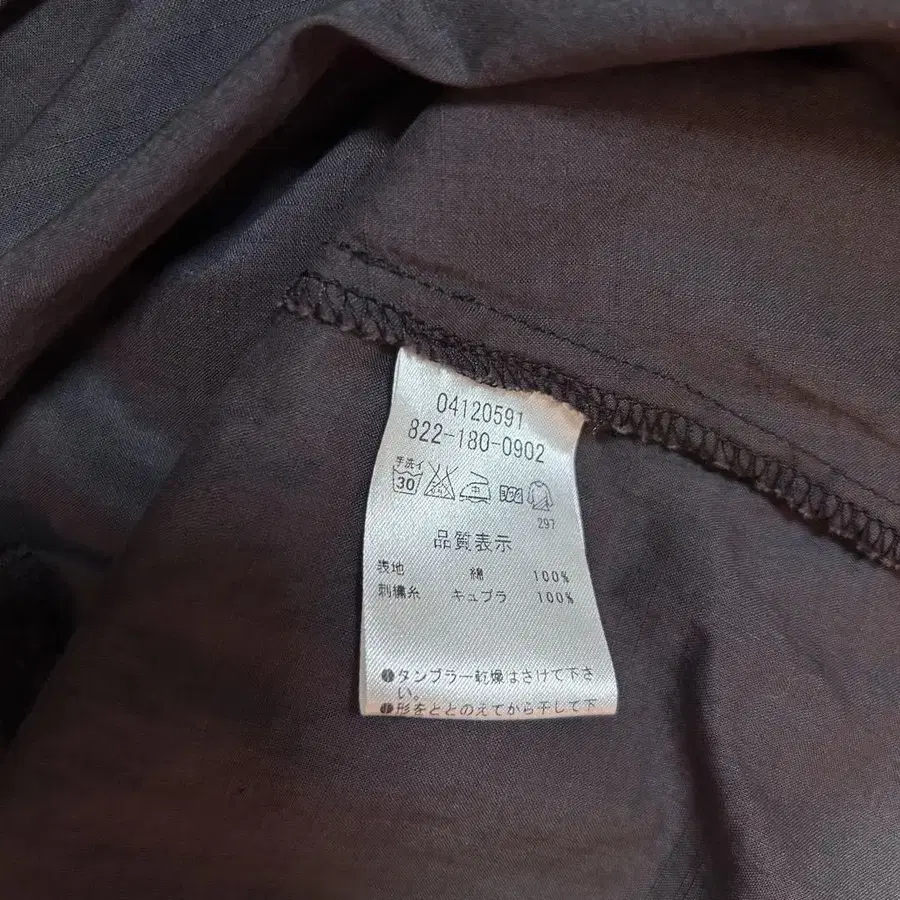 04120591
822-180-0902
手洗イ
30
中
297
品質表示
表地 綿 100%
刺繍糸 キュプラ 100%
●タンブラー乾燥はさけて下さ
い。
●形をととのえてから干して下